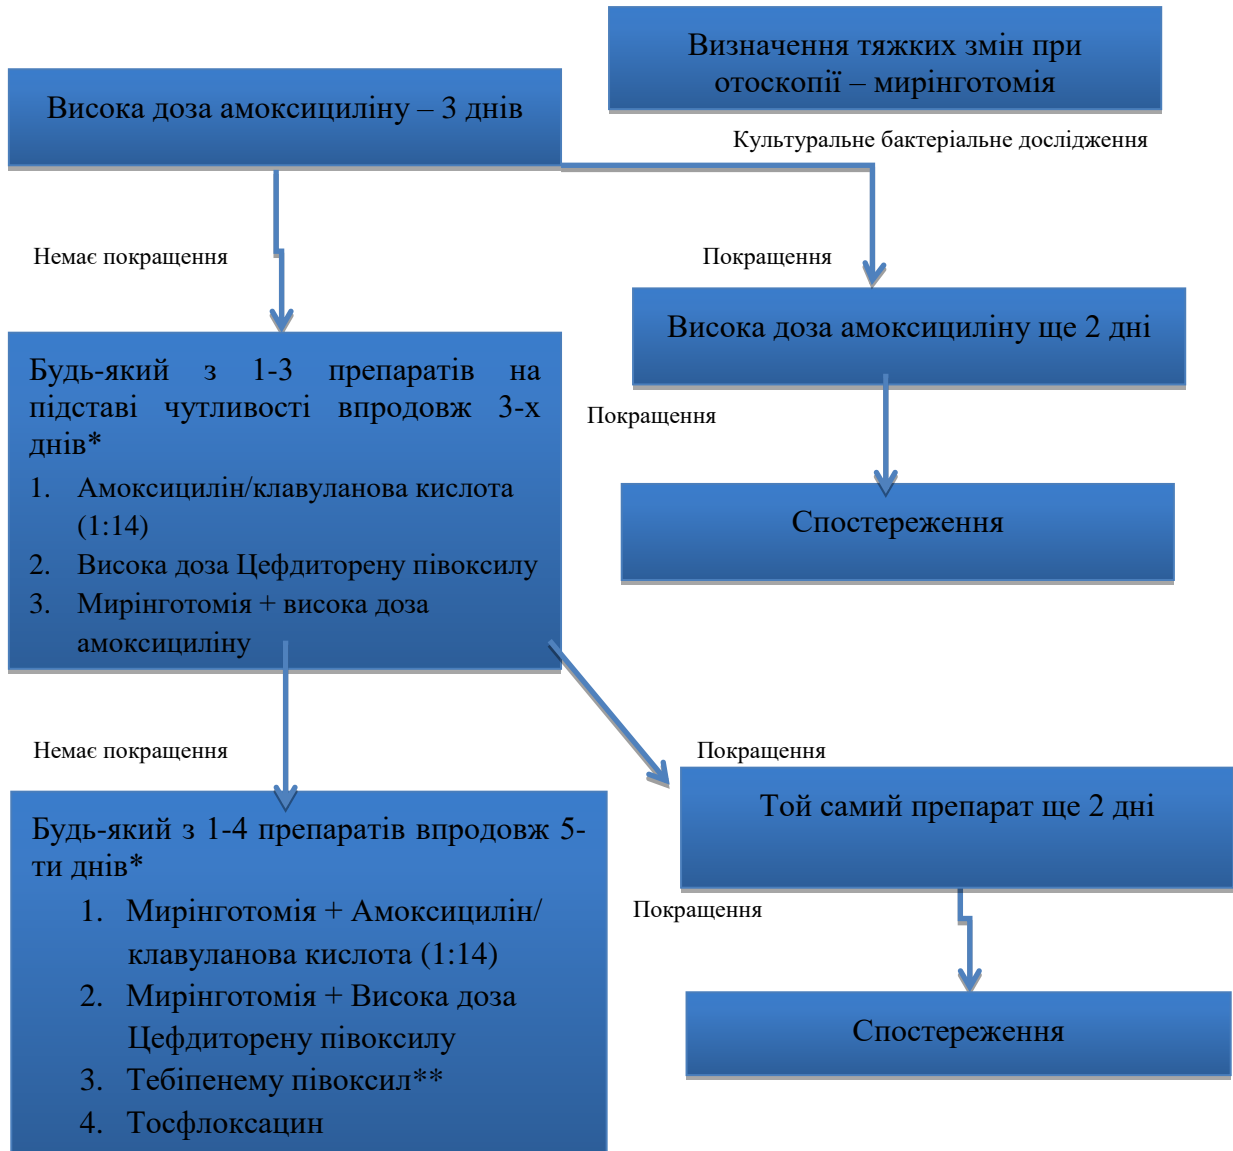 Визначення тяжких змін при
отоскопії – мирінготомія
Висока доза амоксициліну – 3 днів
Культуральне бактеріальне дослідження
Немає покращення
Покращення
Висока доза амоксициліну ще 2 дні
Будь-який з 1-3 препаратів на
підставі чутливості впродовж 3-х
днів*
1. Амоксицилін/клавуланова кислота
(1:14)
2. Висока доза Цефдиторену півоксилу
3. Мирінготомія + висока доза
амоксициліну
Покращення
Спостереження
Немає покращення
Покращення
Той самий препарат ще 2 дні
Будь-який з 1-4 препаратів впродовж 5-
ти днів*
1. Мирінготомія + Амоксицилін/
клавуланова кислота (1:14)
2. Мирінготомія + Висока доза
Цефдиторену півоксилу
3. Тебіпенему півоксил**
4. Тосфлоксацин
Покращення
Спостереження